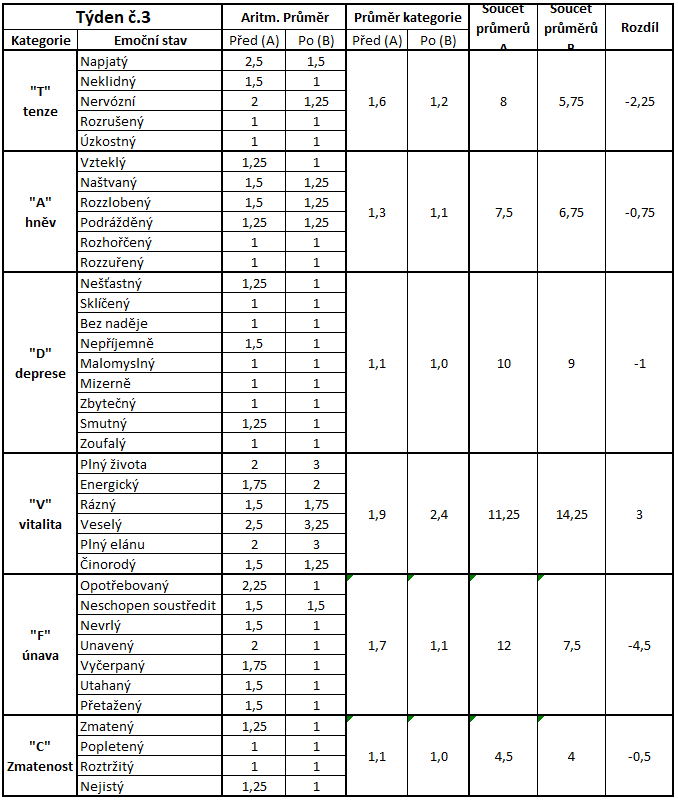 Týden č.3 Aritm. Průměr Průměr kategorie Součet průměrů A Součet průměrů B Rozdíl
Kategorie Emoční stav Před (A) Po (B) Před (A) Po (B)
"T" tenze 1,6 1,2 8 5,75 -2,25
Napjatý 2,5 1,5
Neklidný 1,5 1
Nervózní 2 1,25
Rozrušený 1 1
Úzkostný 1 1
"A" hněv 1,3 1,1 7,5 6,75 -0,75
Vzteklý 1,25 1
Naštvaný 1,5 1,25
Rozzlobený 1,5 1,25
Podrážděný 1,25 1,25
Rozhořčený 1 1
Rozzuřený 1 1
"D" deprese 1,1 1,0 10 9 -1
Nešťastný 1,25 1
Sklíčený 1 1
Bez naděje 1 1
Nepříjemně 1,5 1
Malomyslný 1 1
Mizerně 1 1
Zbytečný 1 1
Smutný 1,25 1
Zoufalý 1 1
"V" vitalita 1,9 2,4 11,25 14,25 3
Plný života 2 3
Energický 1,75 2
Rázný 1,5 1,75
Veselý 2,5 3,25
Plný elánu 2 3
Činorodý 1,5 1,25
"F" únava 1,7 1,1 12 7,5 -4,5
Opotřebovaný 2,25 1
Neschopen soustředit 1,5 1,5
Nevrlý 1,5 1
Unavený 2 1
Vyčerpaný 1,75 1
Utahaný 1,5 1
Přetažený 1,5 1
"C" Zmatenost 1,1 1,0 4,5 4 -0,5
Zmatený 1,25 1
Popletený 1 1
Roztržitý 1 1
Nejistý 1,25 1